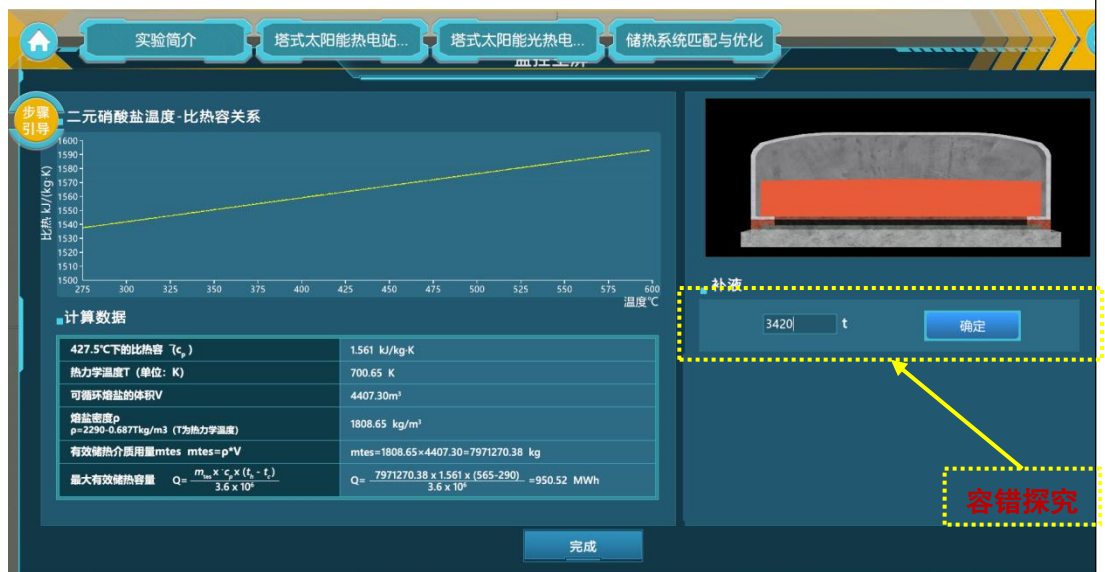 实验简介
塔式太阳能热电站...
塔式太阳能光热电...
储热系统匹配与优化
步骤
引导
二元硝酸盐温度-比热容关系
比热 kJ/(kg·K)
1600
1590
1580
1570
1560
1550
1540
1530
1520
1510
1500
275 300 325 350 375 400 425 450 475 500 525 550 575 600
温度℃
计算数据
427.5℃下的比热容 (c̄ₚ) 1.561 kJ/kg·K
热力学温度T (单位: K) 700.65 K
可循环熔盐的体积V 4407.30m³
熔盐密度ρ
ρ=2290-0.687Tkg/m3 (T为热力学温度) 1808.65 kg/m³
有效储热介质用量mtes mtes=ρ*V mtes=1808.65×4407.30=7971270.38 kg
最大有效储热容量 Q= m_tes x c̄ₚ x (tₛ - t_c) / 3.6 x 10⁶ Q= 7971270.38 x 1.561 x (565-290) / 3.6 x 10⁶ =950.52 MWh
补液
3420 t 确定
容错探究
完成